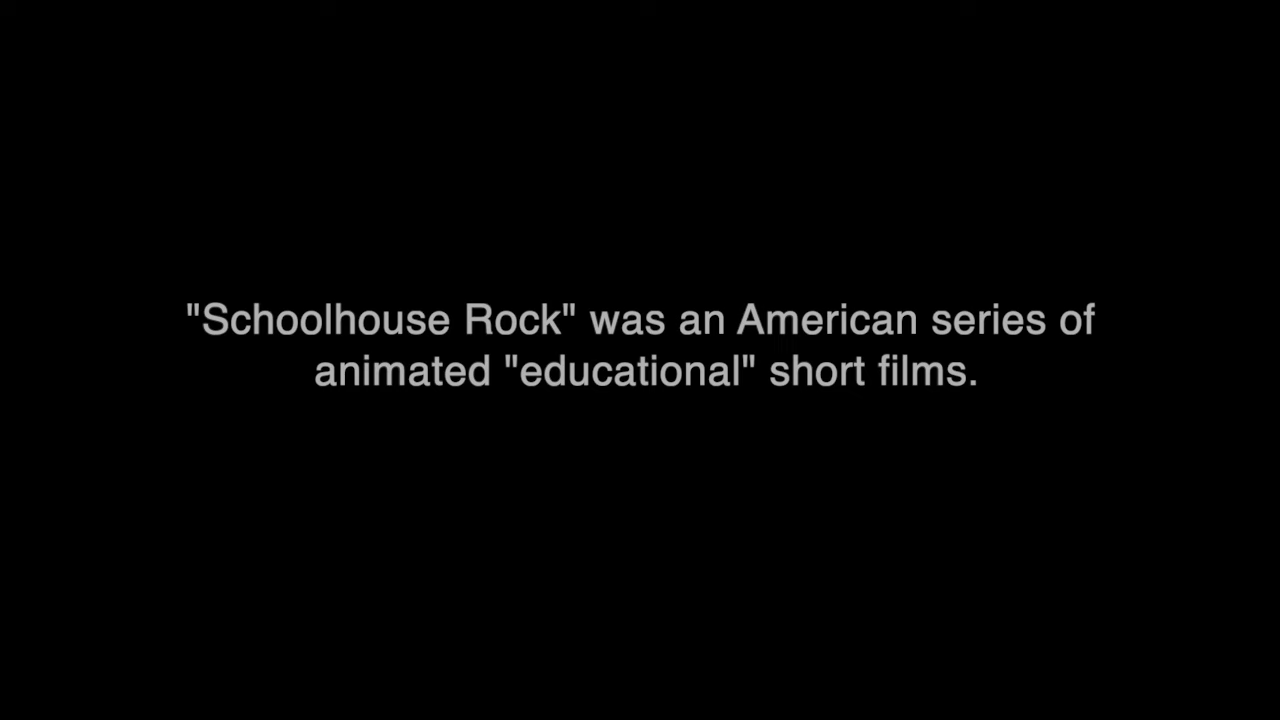 "Schoolhouse Rock" was an American series of
animated "educational" short films.